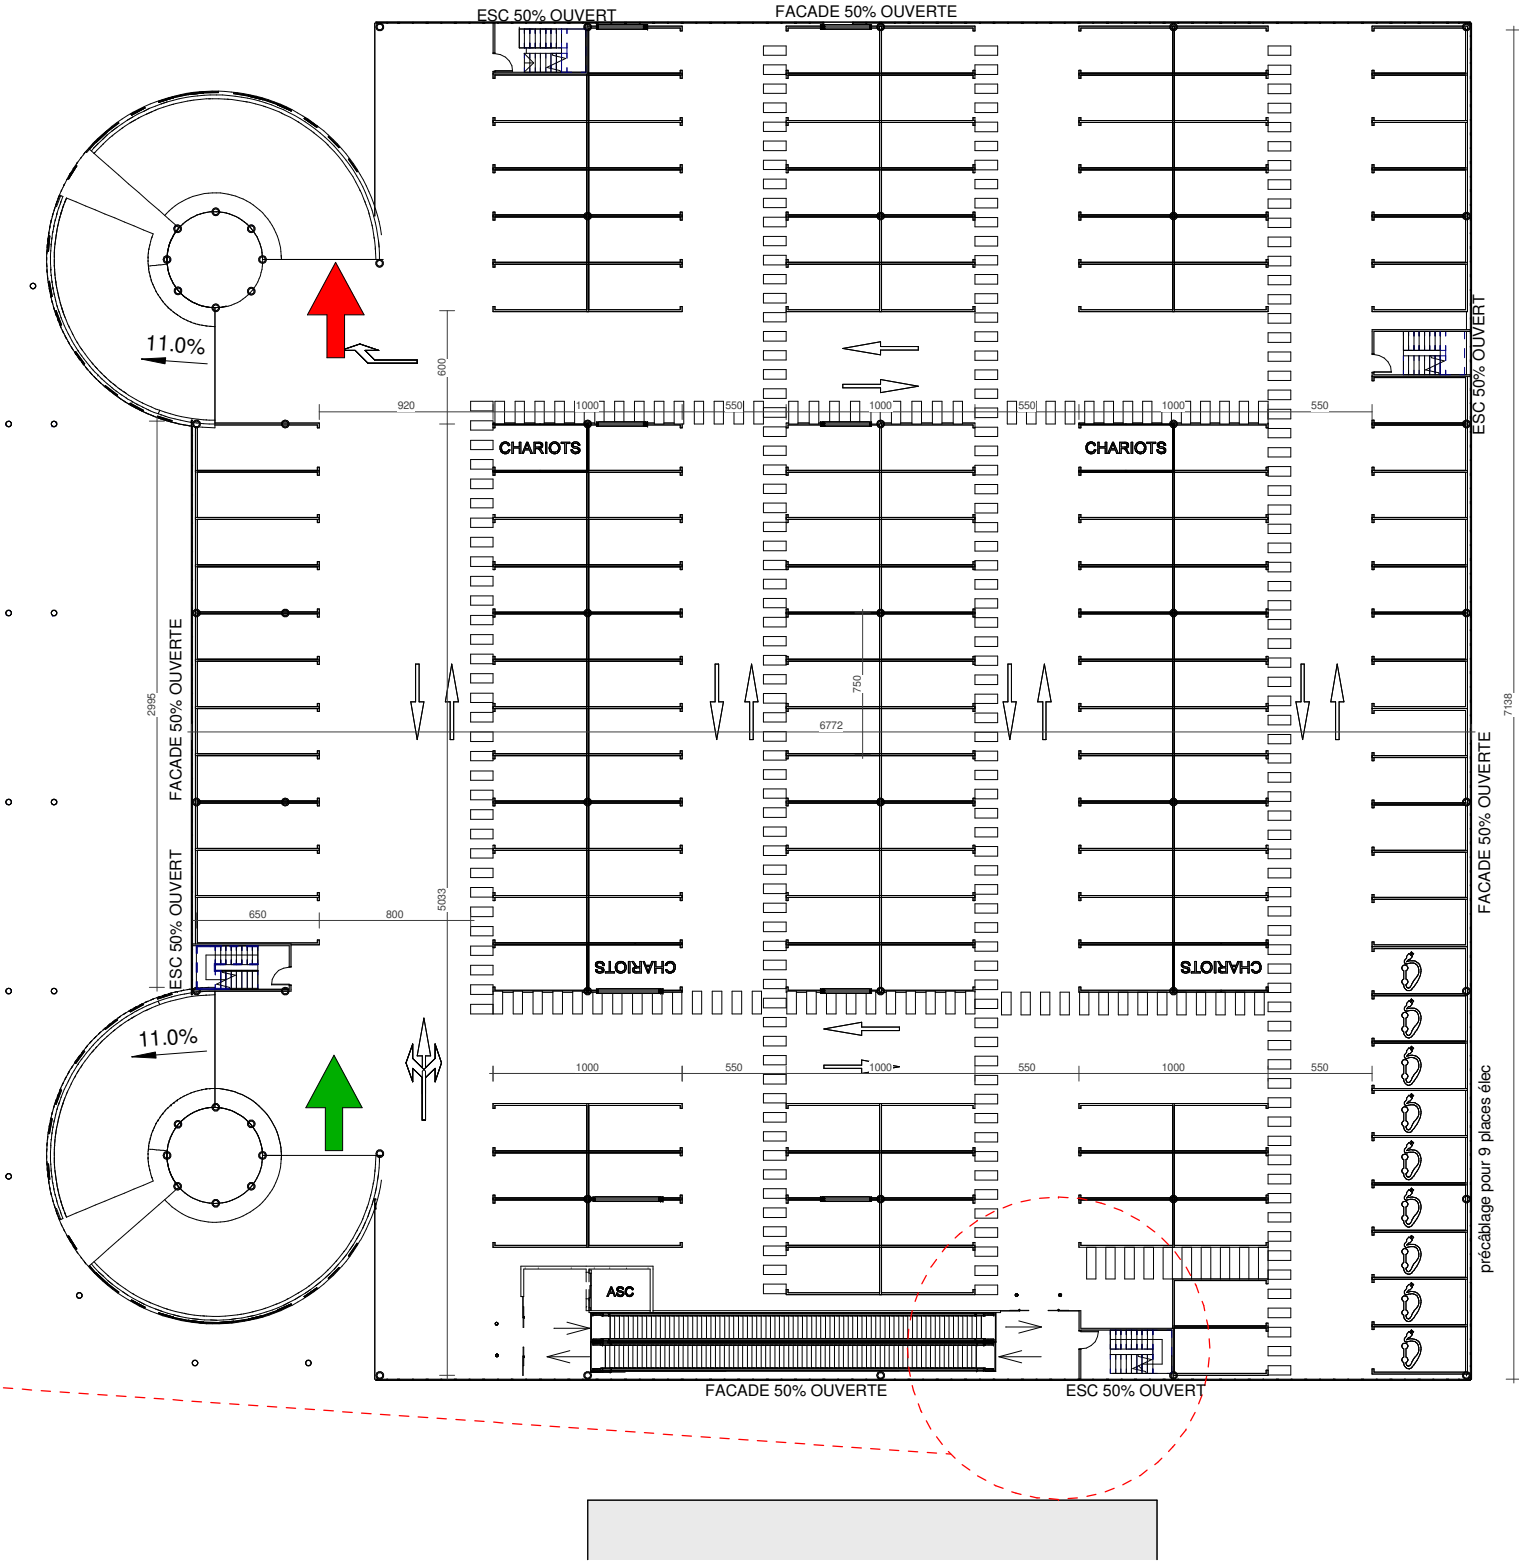 ESC 50% OUVERT
FACADE 50% OUVERTE
11.0%
600
ESC 50% OUVERT
920
1000
550
1000
550
1000
550
CHARIOTS
CHARIOTS
FACADE 50% OUVERTE
2995
750
6772
7138
FACADE 50% OUVERTE
ESC 50% OUVERT
650
800
5033
CHARIOTS
CHARIOTS
11.0%
1000
550
1000
550
1000
550
précâblage pour 9 places élec
ASC
FACADE 50% OUVERTE
ESC 50% OUVERT